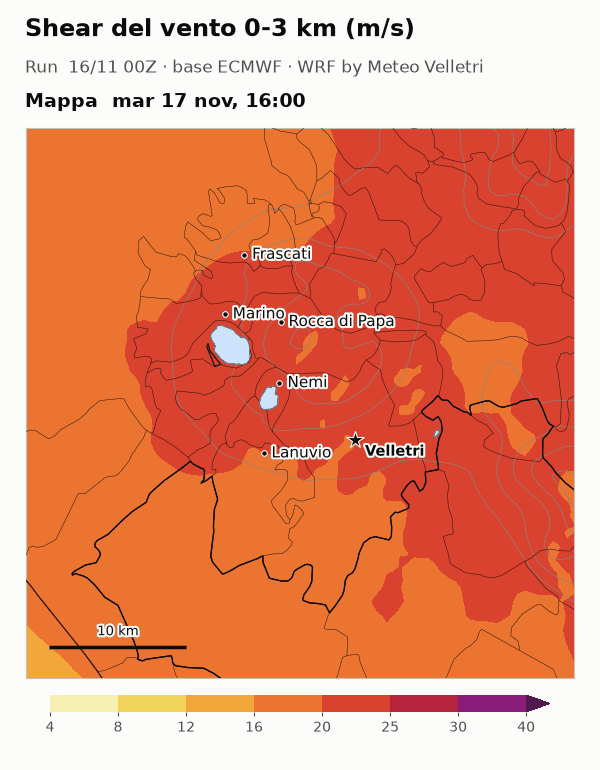 Shear del vento 0-3 km (m/s)
Run  16/11 00Z · base ECMWF · WRF by Meteo Velletri
Mappa  mar 17 nov, 16:00
Frascati
Marino
Rocca di Papa
Nemi
Velletri
Lanuvio
10 km
4 8 12 16 20 25 30 40